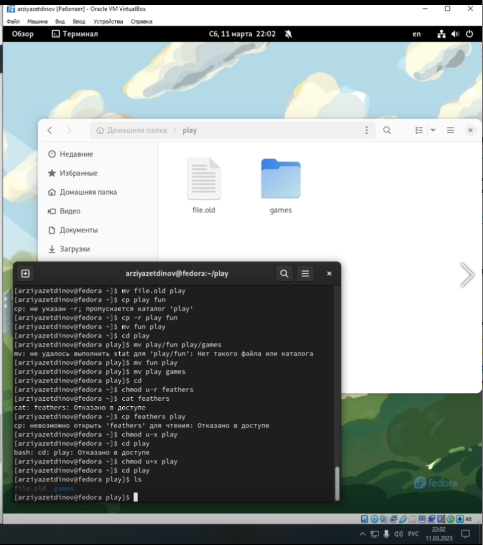 arziyazetdinov [Работает] - Oracle VM VirtualBox
Файл Машина Вид Ввод Устройства Справка
Обзор Терминал Сб, 11 марта 22:02 en
Домашняя папка / play
Недавние
Избранные
Домашняя папка
Видео
Документы
Загрузки
file.old games
arziyazetdinov@fedora:~/play
[arziyazetdinov@fedora ~]$ mv file.old play
[arziyazetdinov@fedora ~]$ cp play fun
cp: не указан -r; пропускается каталог 'play'
[arziyazetdinov@fedora ~]$ cp -r play fun
[arziyazetdinov@fedora ~]$ mv fun play
[arziyazetdinov@fedora ~]$ cd play
[arziyazetdinov@fedora play]$ mv play/fun play/games
mv: не удалось выполнить stat для 'play/fun': Нет такого файла или каталога
[arziyazetdinov@fedora play]$ mv fun play
[arziyazetdinov@fedora play]$ mv play games
[arziyazetdinov@fedora play]$ cd
[arziyazetdinov@fedora ~]$ chmod u-r feathers
[arziyazetdinov@fedora ~]$ cat feathers
cat: feathers: Отказано в доступе
[arziyazetdinov@fedora ~]$ cp feathers play
cp: невозможно открыть 'feathers' для чтения: Отказано в доступе
[arziyazetdinov@fedora ~]$ chmod u-x play
[arziyazetdinov@fedora ~]$ cd play
bash: cd: play: Отказано в доступе
[arziyazetdinov@fedora ~]$ chmod u+x play
[arziyazetdinov@fedora ~]$ cd play
[arziyazetdinov@fedora play]$ ls
file.old games
[arziyazetdinov@fedora play]$
fedora
Alt
РУС
22:02
11.03.2023